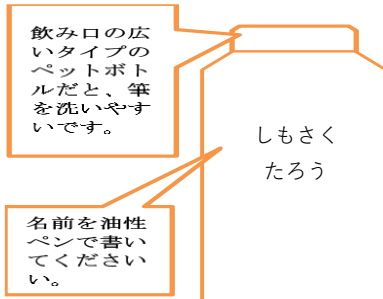 飲み口の広
いタイプの
ペットボト
ルだと、筆
を洗いやす
いです。
しもさく
たろう
名前を油性
ペンで書い
てください
い。